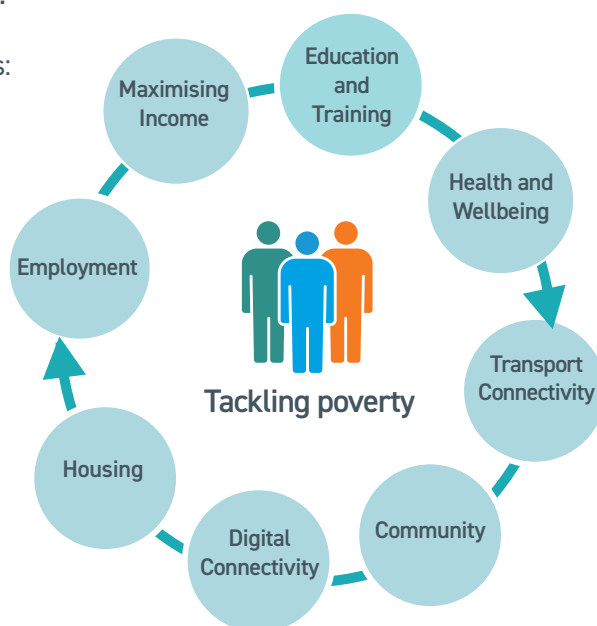 s:
Education
and
Training
Maximising
Income
Health and
Wellbeing
Employment
Transport
Connectivity
Tackling poverty
Housing
Community
Digital
Connectivity